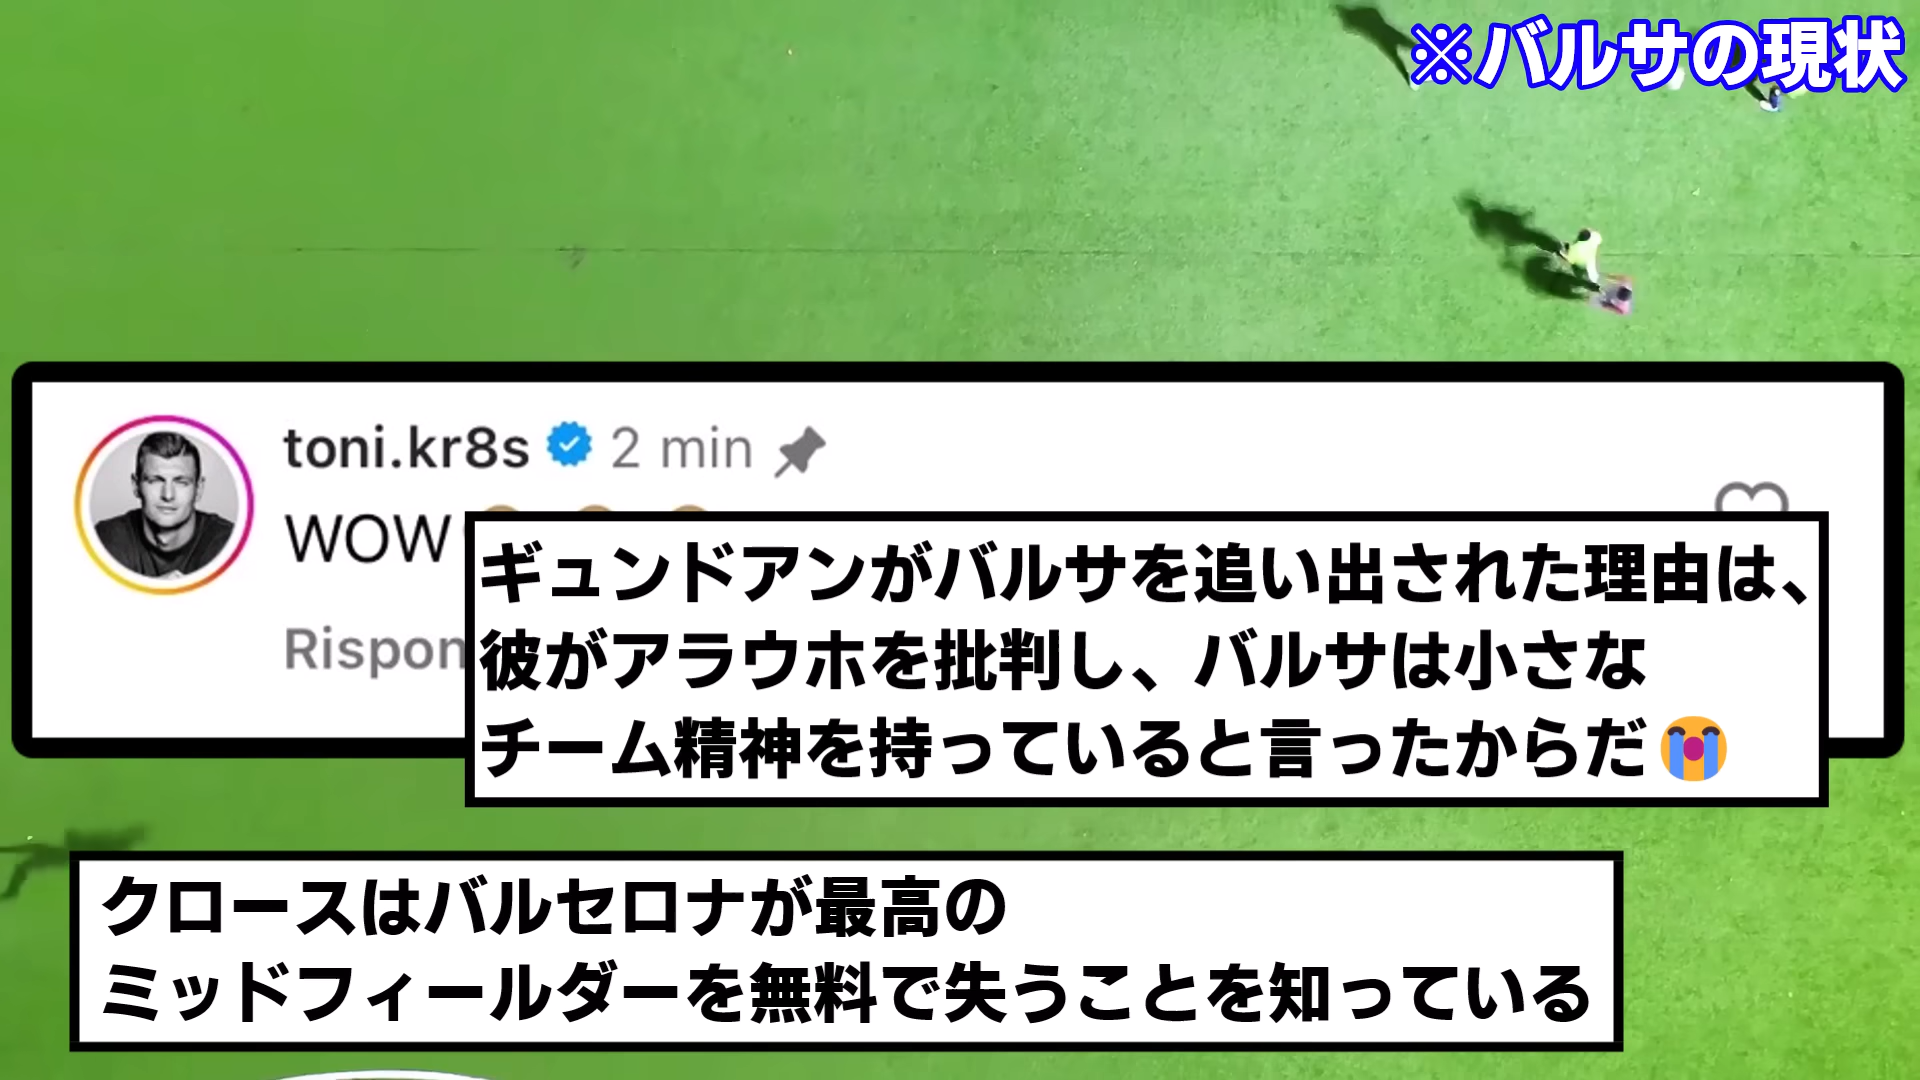 ※バルサの現状
toni.kr8s 2 min
WOW
ギュンドアンがバルサを追い出された理由は、
彼がアラウホを批判し、バルサは小さな
チーム精神を持っていると言ったからだ😭
クロースはバルセロナが最高の
ミッドフィールダーを無料で失うことを知っている